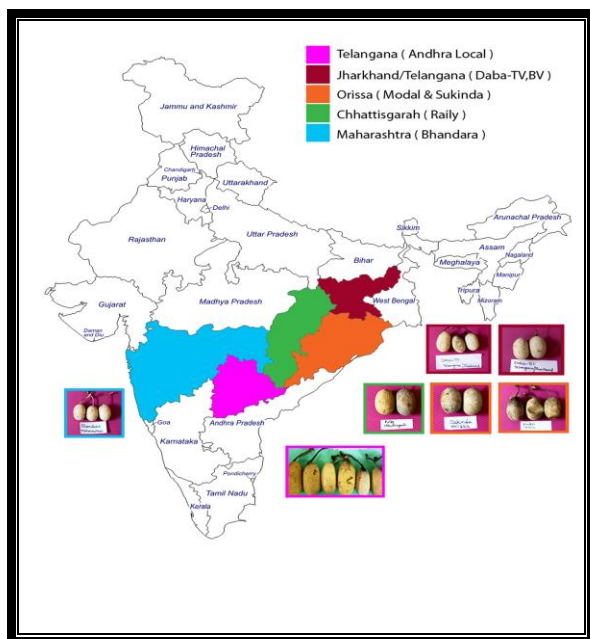 Telangana ( Andhra Local )
Jharkhand/Telangana ( Daba-TV,BV )
Orissa ( Modal & Sukinda )
Chhattisgarah ( Raily )
Maharashtra ( Bhandara )
Jammu and Kashmir
Himachal
Pradesh
Chandigarh
Punjab
Uttarakhand
Haryana
Delhi
Rajasthan
Uttar Pradesh
Sikkim
Arunachal Pradesh
Assam
Nagaland
Bihar
Meghalaya
Manipur
Tripura
Mizorem
Gujarat
Madhya Pradesh
West Bengal
Daman
and Diu
Goa
Andhra Pradesh
Karnataka
Pondicherry
Tamil Nadu
Kerala
Sukinda